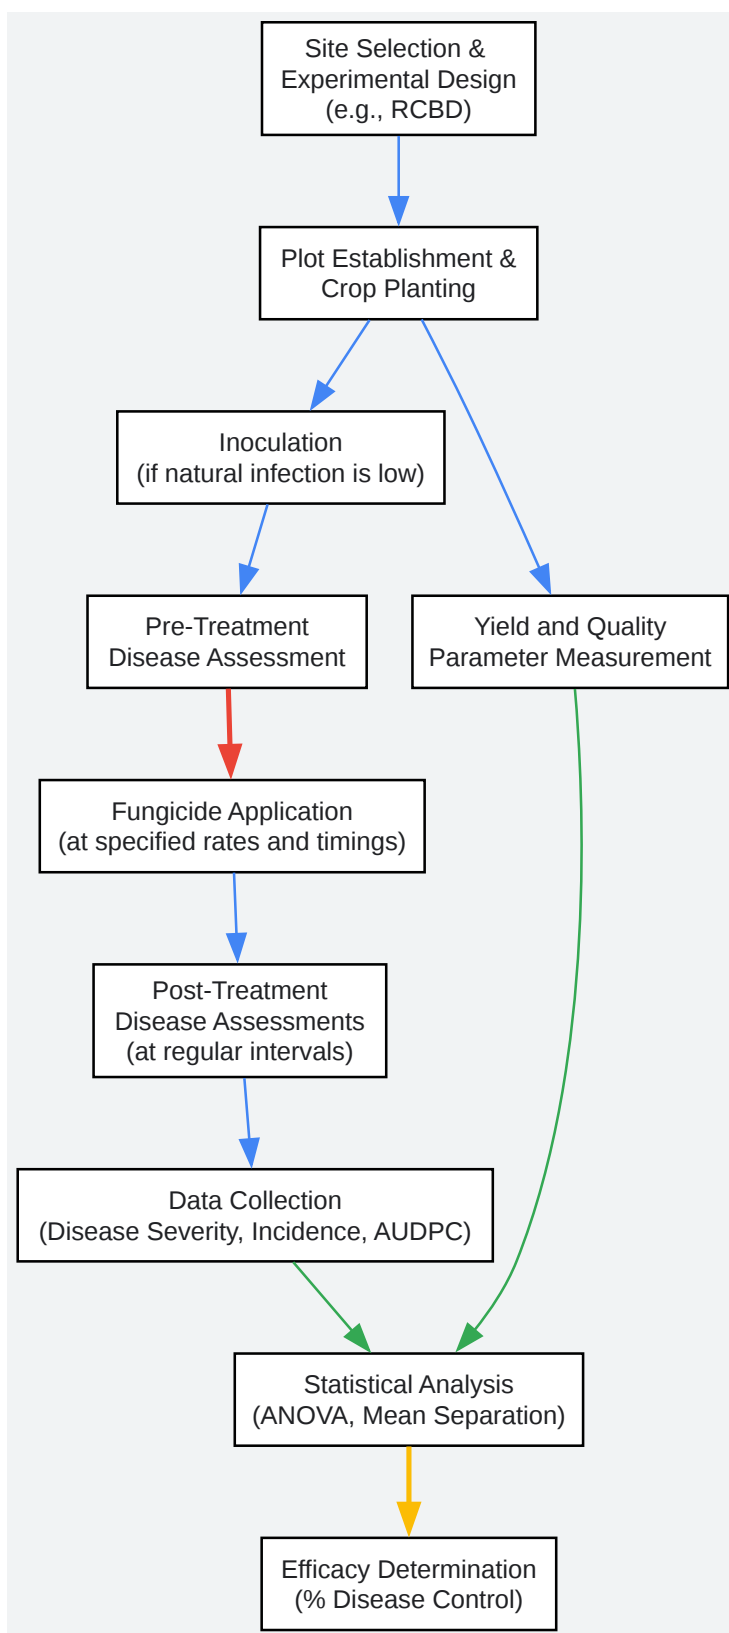 Site Selection &
Experimental Design
(e.g., RCBD)
Plot Establishment &
Crop Planting
Inoculation
(if natural infection is low)
Pre-Treatment
Disease Assessment
Yield and Quality
Parameter Measurement
Fungicide Application
(at specified rates and timings)
Post-Treatment
Disease Assessments
(at regular intervals)
Data Collection
(Disease Severity, Incidence, AUDPC)
Statistical Analysis
(ANOVA, Mean Separation)
Efficacy Determination
(% Disease Control)